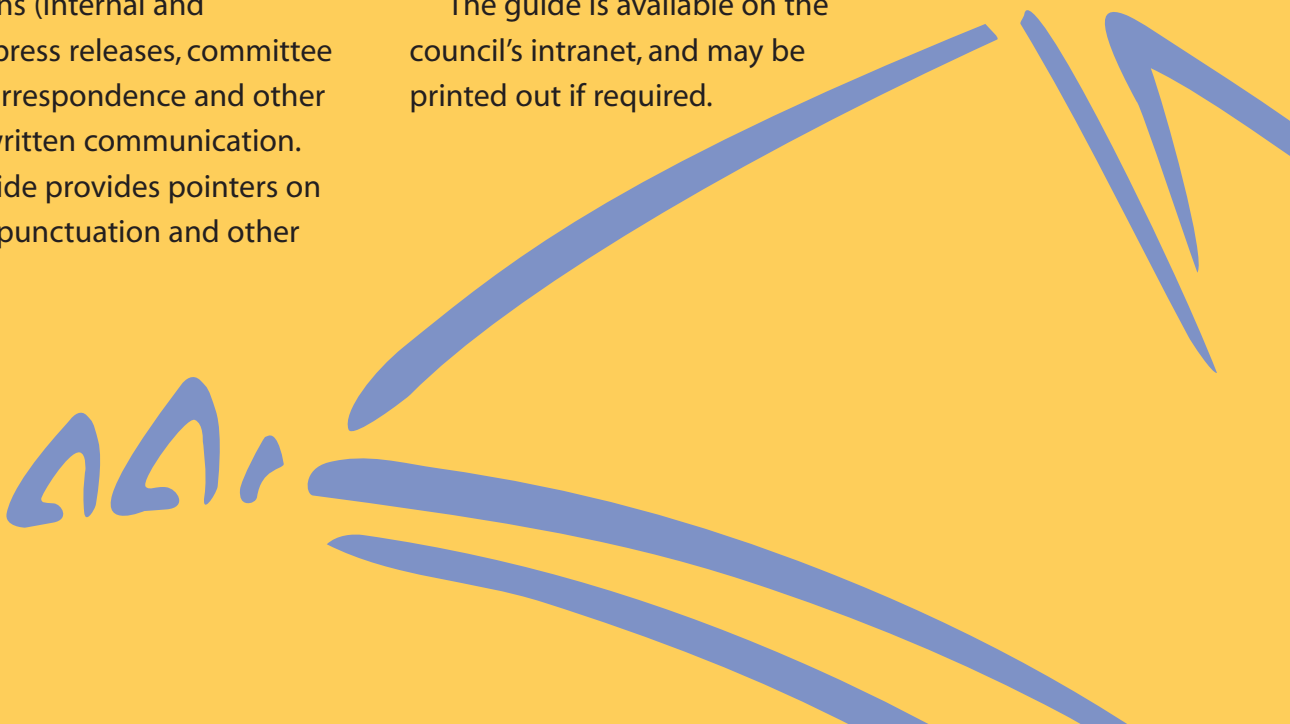 ns (internal and
press releases, committee
rrespondence and other
written communication.
ide provides pointers on
punctuation and other
The guide is available on the
council's intranet, and may be
printed out if required.